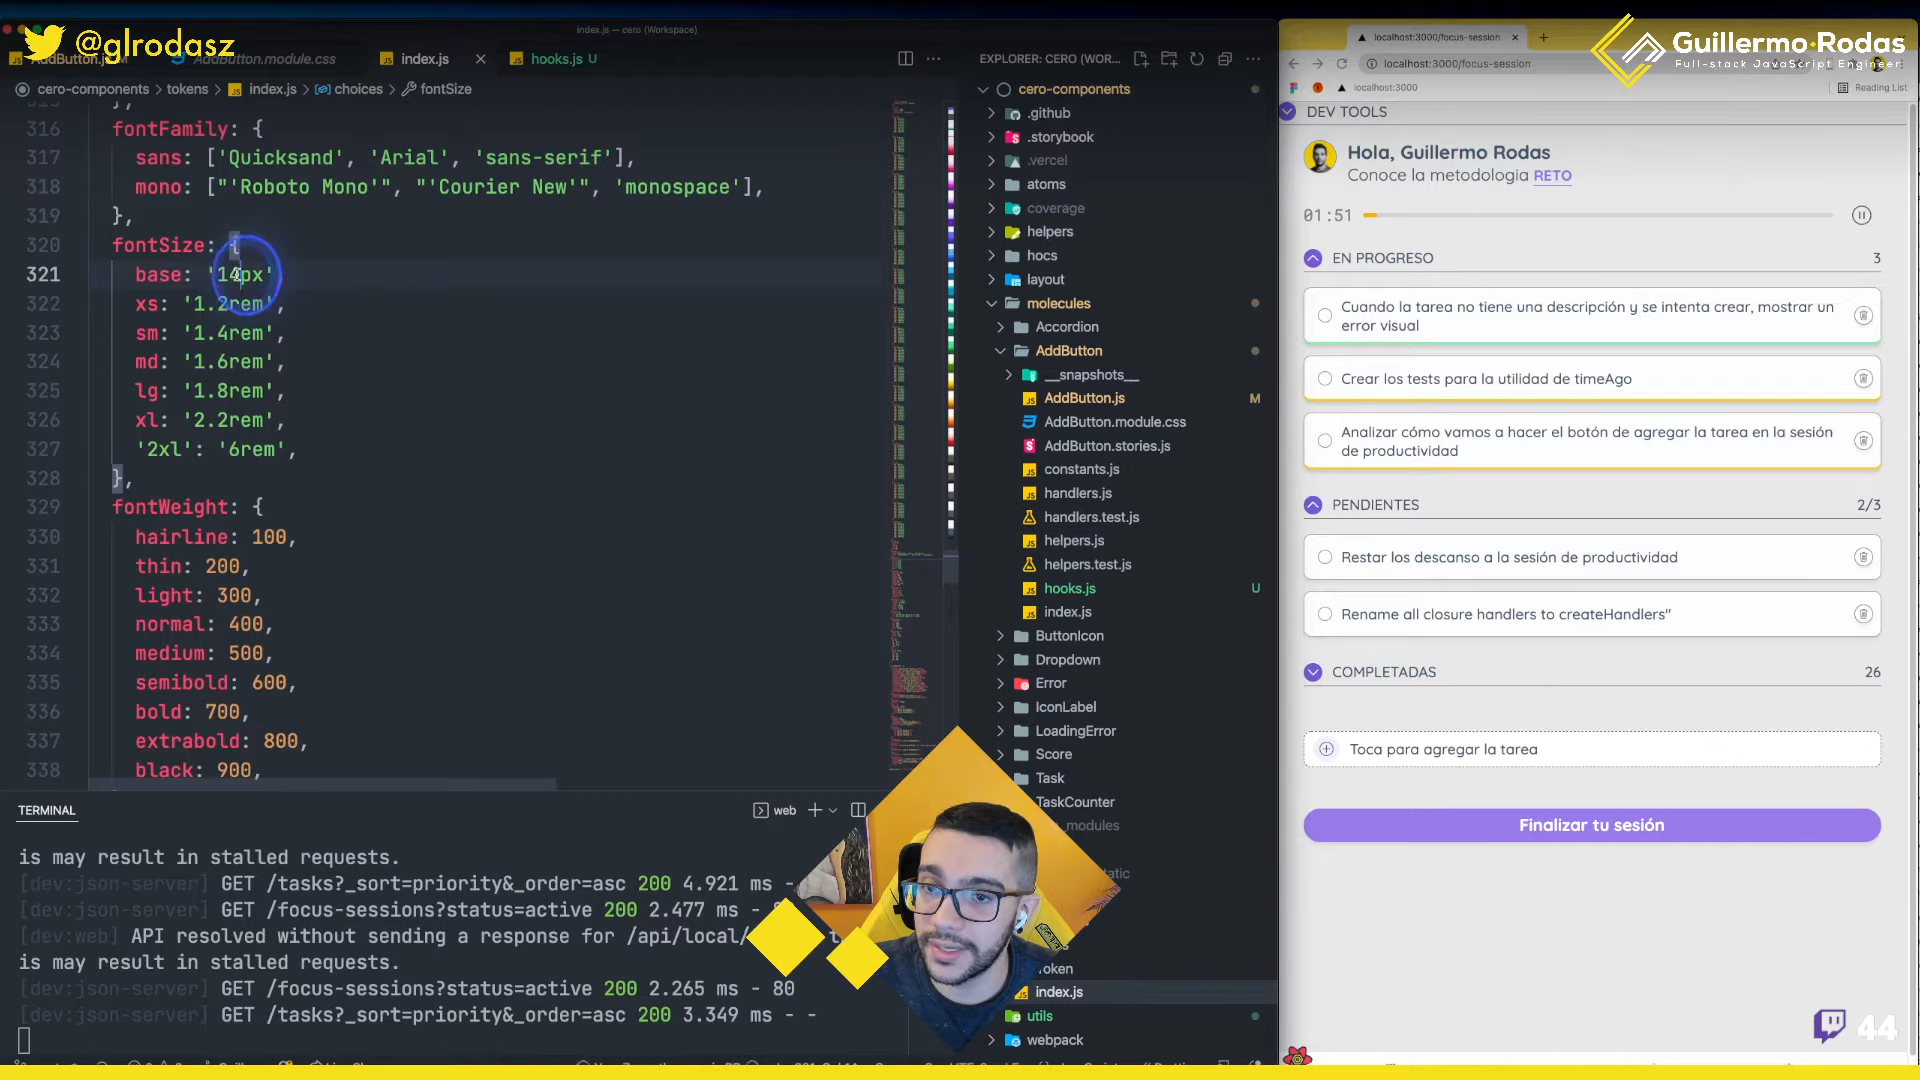 @glrodasz
index.js — cero (Workspace)
AddButton.js M
AddButton.module.css
index.js
hooks.js U
cero-components > tokens > index.js > choices > fontSize
316 fontFamily: {
317 sans: ['Quicksand', 'Arial', 'sans-serif'],
318 mono: ["'Roboto Mono'", "'Courier New'", 'monospace'],
319 },
320 fontSize: {
321 base: '14px',
322 xs: '1.2rem',
323 sm: '1.4rem',
324 md: '1.6rem',
325 lg: '1.8rem',
326 xl: '2.2rem',
327 '2xl': '6rem',
328 },
329 fontWeight: {
330 hairline: 100,
331 thin: 200,
332 light: 300,
333 normal: 400,
334 medium: 500,
335 semibold: 600,
336 bold: 700,
337 extrabold: 800,
338 black: 900,
TERMINAL
web
is may result in stalled requests.
[dev:json-server] GET /tasks?_sort=priority&_order=asc 200 4.921 ms -
[dev:json-server] GET /focus-sessions?status=active 200 2.477 ms -
[dev:web] API resolved without sending a response for /api/local/
is may result in stalled requests.
[dev:json-server] GET /focus-sessions?status=active 200 2.265 ms - 80
[dev:json-server] GET /tasks?_sort=priority&_order=asc 200 3.349 ms - -
EXPLORER: CERO (WOR...
cero-components
.github
.storybook
.vercel
atoms
coverage
helpers
hocs
layout
molecules
Accordion
AddButton
__snapshots__
AddButton.js M
AddButton.module.css
AddButton.stories.js
constants.js
handlers.js
handlers.test.js
helpers.js
helpers.test.js
hooks.js U
index.js
ButtonIcon
Dropdown
Error
IconLabel
LoadingError
Score
Task
TaskCounter
index.js
utils
webpack
localhost:3000/focus-session
localhost:3000/focus-session
localhost:3000
Reading List
Guillermo Rodas
Full-stack JavaScript Engineer
DEV TOOLS
Hola, Guillermo Rodas
Conoce la metodologia RETO
01:51
EN PROGRESO 3
Cuando la tarea no tiene una descripción y se intenta crear, mostrar un
error visual
Crear los tests para la utilidad de timeAgo
Analizar cómo vamos a hacer el botón de agregar la tarea en la sesión
de productividad
PENDIENTES 2/3
Restar los descanso a la sesión de productividad
Rename all closure handlers to createHandlers"
COMPLETADAS 26
Toca para agregar la tarea
Finalizar tu sesión
44